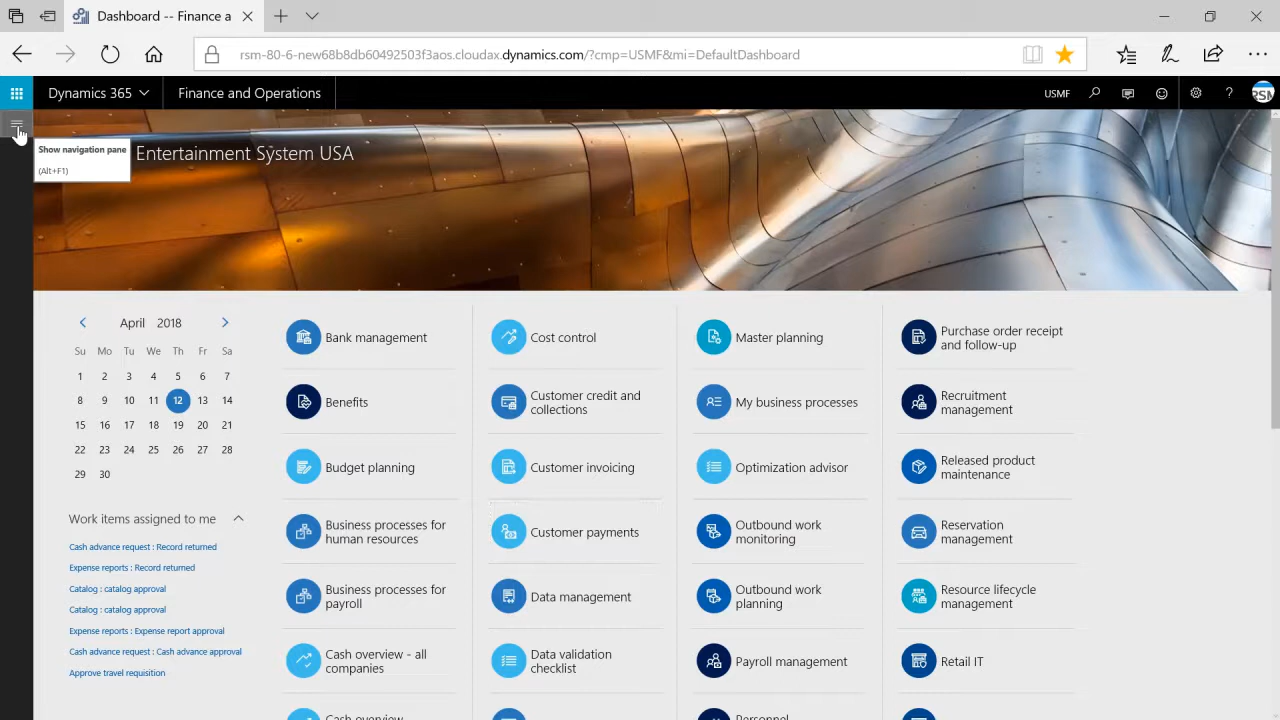 Dashboard -- Finance a
rsm-80-6-new68b8db60492503f3aos.cloudax.dynamics.com/?cmp=USMF&mi=DefaultDashboard
Dynamics 365
Finance and Operations
USMF
?
RSM
Show navigation pane
(Alt+F1)
Entertainment System USA
April 2018
Su Mo Tu We Th Fr Sa
1 2 3 4 5 6 7
8 9 10 11 12 13 14
15 16 17 18 19 20 21
22 23 24 25 26 27 28
29 30
Work items assigned to me
Cash advance request : Record returned
Expense reports : Record returned
Catalog : catalog approval
Catalog : catalog approval
Expense reports : Expense report approval
Cash advance request : Cash advance approval
Approve travel requisition
Bank management
Benefits
Budget planning
Business processes for
human resources
Business processes for
payroll
Cash overview - all
companies
Cash overview
Cost control
Customer credit and
collections
Customer invoicing
Customer payments
Data management
Data validation
checklist
Master planning
My business processes
Optimization advisor
Outbound work
monitoring
Outbound work
planning
Payroll management
Personnel
Purchase order receipt
and follow-up
Recruitment
management
Released product
maintenance
Reservation
management
Resource lifecycle
management
Retail IT